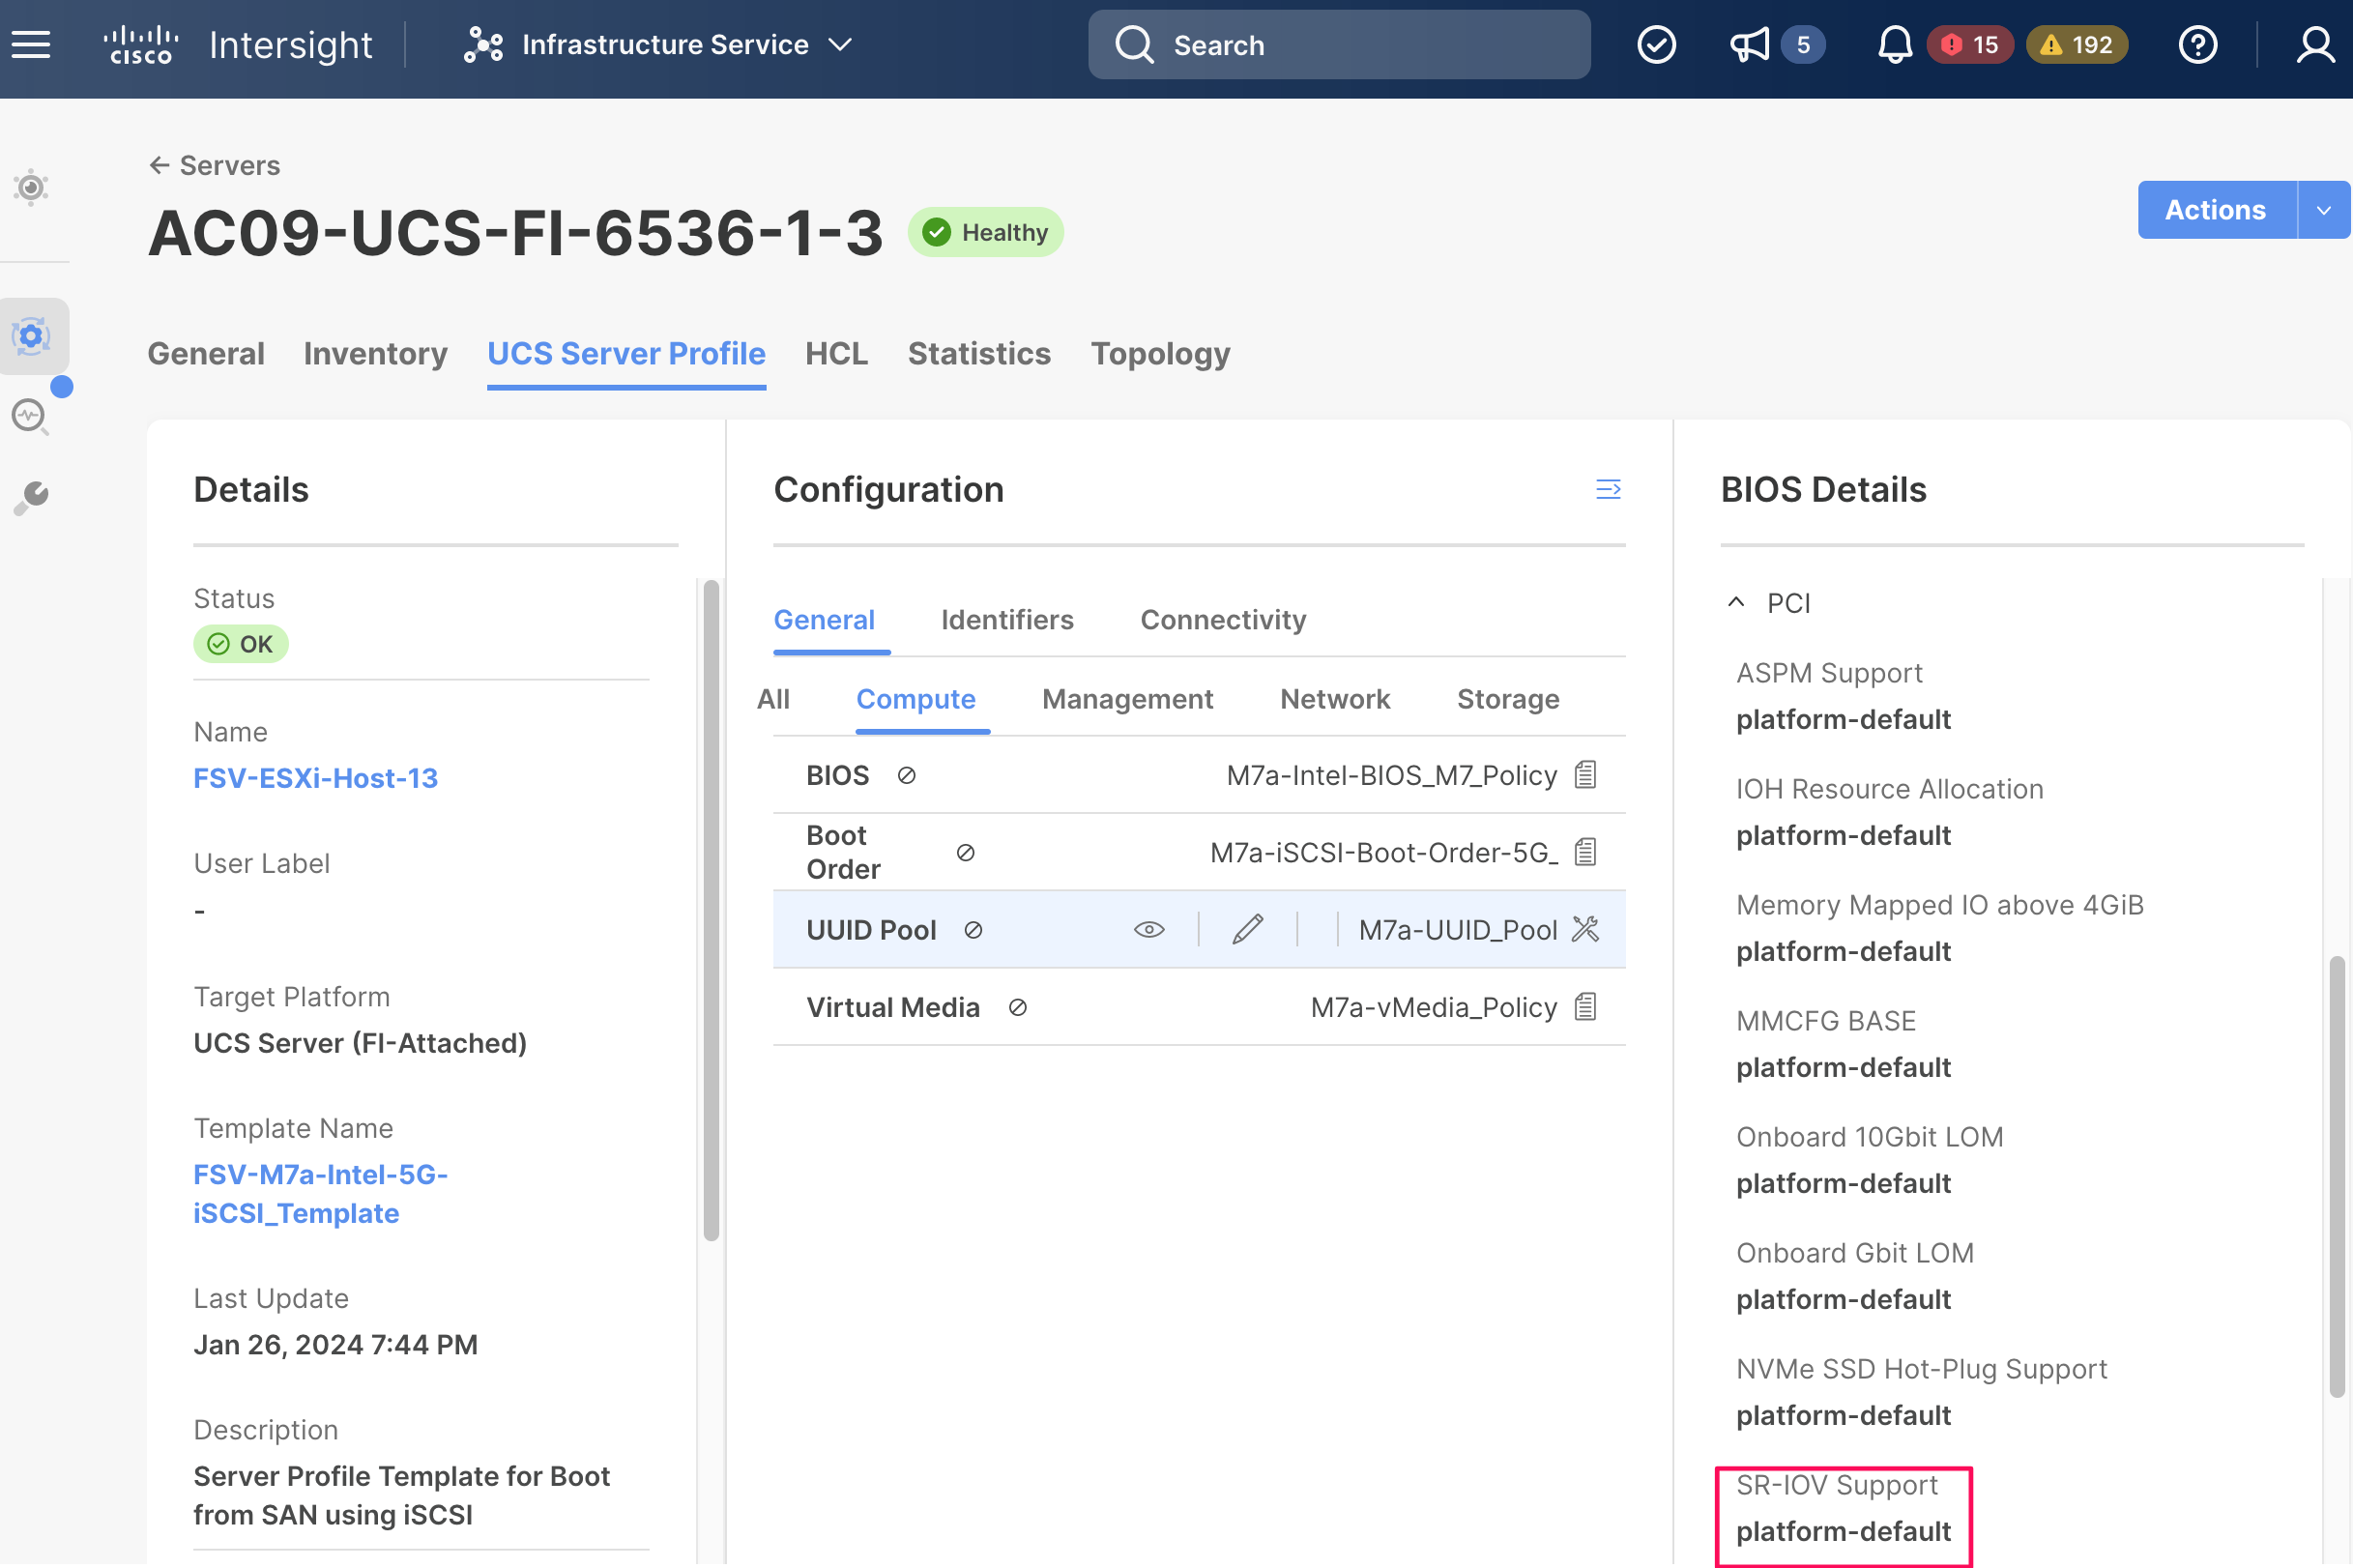 cisco Intersight Infrastructure Service Search 5 15 192
Servers
AC09-UCS-FI-6536-1-3 Healthy
Actions
General Inventory UCS Server Profile HCL Statistics Topology
Details
Status
OK
Name
FSV-ESXi-Host-13
User Label
-
Target Platform
UCS Server (FI-Attached)
Template Name
FSV-M7a-Intel-5G-
iSCSI_Template
Last Update
Jan 26, 2024 7:44 PM
Description
Server Profile Template for Boot
from SAN using iSCSI
Configuration
General Identifiers Connectivity
All Compute Management Network Storage
BIOS M7a-Intel-BIOS_M7_Policy
Boot
Order M7a-iSCSI-Boot-Order-5G_
UUID Pool M7a-UUID_Pool
Virtual Media M7a-vMedia_Policy
BIOS Details
PCI
ASPM Support
platform-default
IOH Resource Allocation
platform-default
Memory Mapped IO above 4GiB
platform-default
MMCFG BASE
platform-default
Onboard 10Gbit LOM
platform-default
Onboard Gbit LOM
platform-default
NVMe SSD Hot-Plug Support
platform-default
SR-IOV Support
platform-default